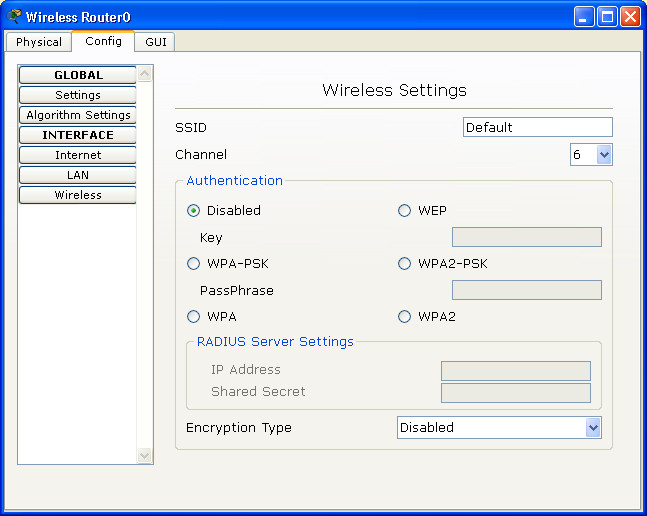 Wireless Router0
Physical Config GUI
GLOBAL
Settings
Algorithm Settings
INTERFACE
Internet
LAN
Wireless
Wireless Settings
SSID Default
Channel 6
Authentication
Disabled WEP
Key
WPA-PSK WPA2-PSK
PassPhrase
WPA WPA2
RADIUS Server Settings
IP Address
Shared Secret
Encryption Type Disabled